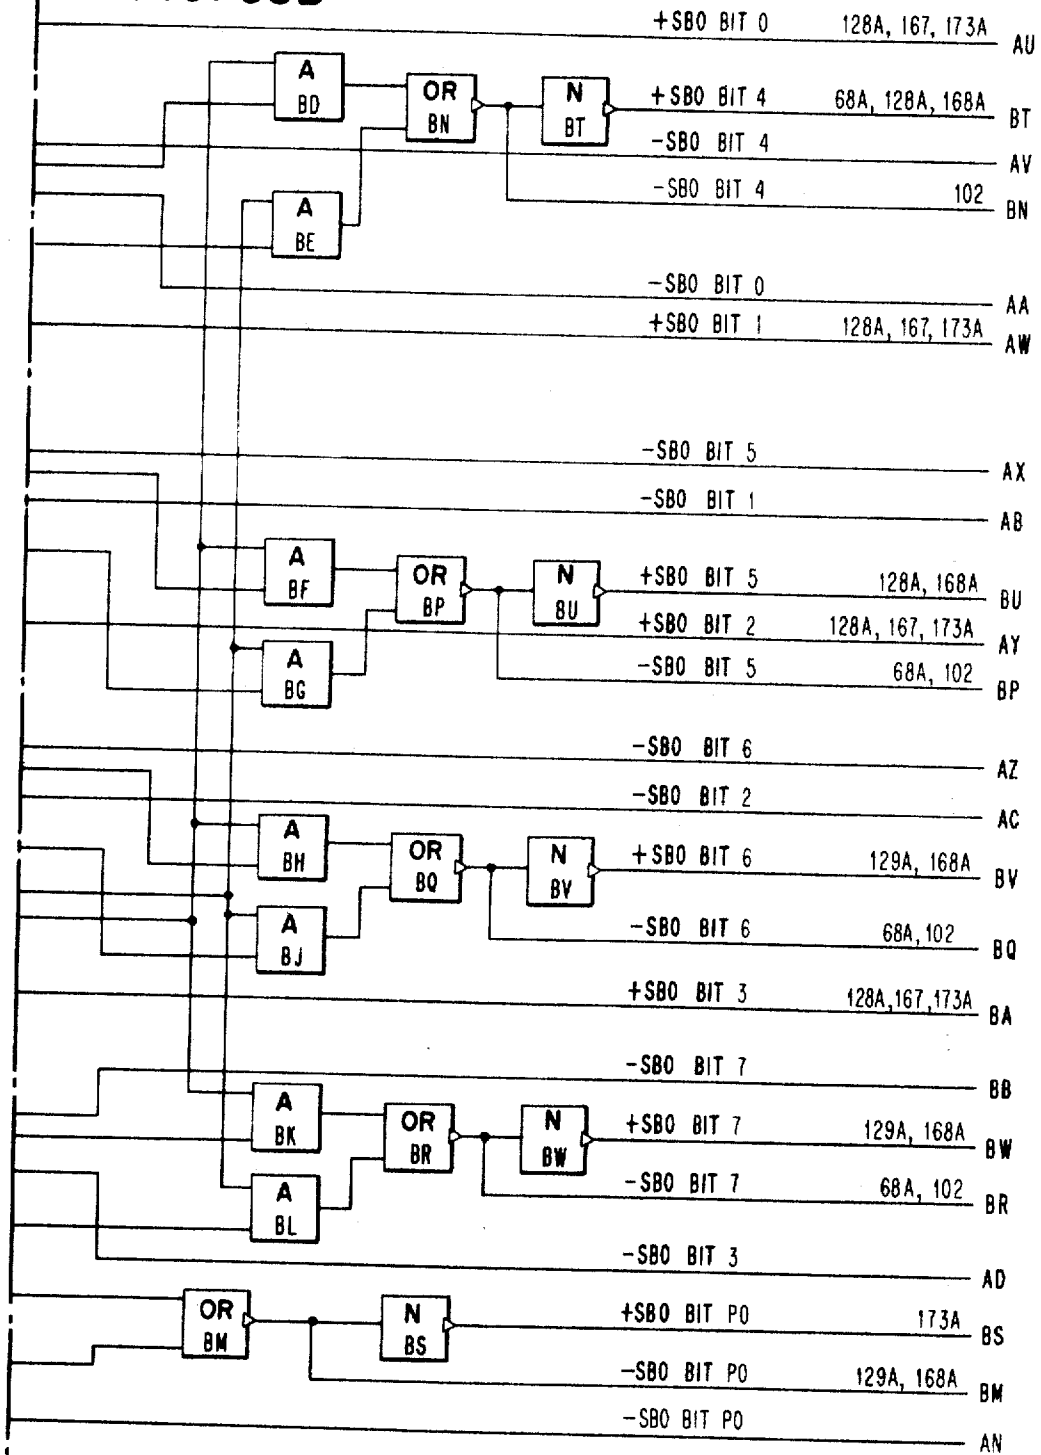 +SBO BIT 0 128A, 167, 173A AU
A
BD
OR
BN
N
BT
+SBO BIT 4 68A, 128A, 168A BT
-SBO BIT 4 AV
-SBO BIT 4 102 BN
A
BE
-SBO BIT 0 AA
+SBO BIT 1 128A, 167, 173A AW
-SBO BIT 5 AX
-SBO BIT 1 AB
A
BF
OR
BP
N
BU
+SBO BIT 5 128A, 168A BU
+SBO BIT 2 128A, 167, 173A AY
A
BG
-SBO BIT 5 68A, 102 BP
-SBO BIT 6 AZ
-SBO BIT 2 AC
A
BH
OR
BQ
N
BV
+SBO BIT 6 129A, 168A BV
A
BJ
-SBO BIT 6 68A, 102 BQ
+SBO BIT 3 128A, 167, 173A BA
-SBO BIT 7 BB
A
BK
OR
BR
N
BW
+SBO BIT 7 129A, 168A BW
A
BL
-SBO BIT 7 68A, 102 BR
-SBO BIT 3 AD
OR
BM
N
BS
+SBO BIT P0 173A BS
-SBO BIT P0 129A, 168A BM
-SBO BIT P0 AN